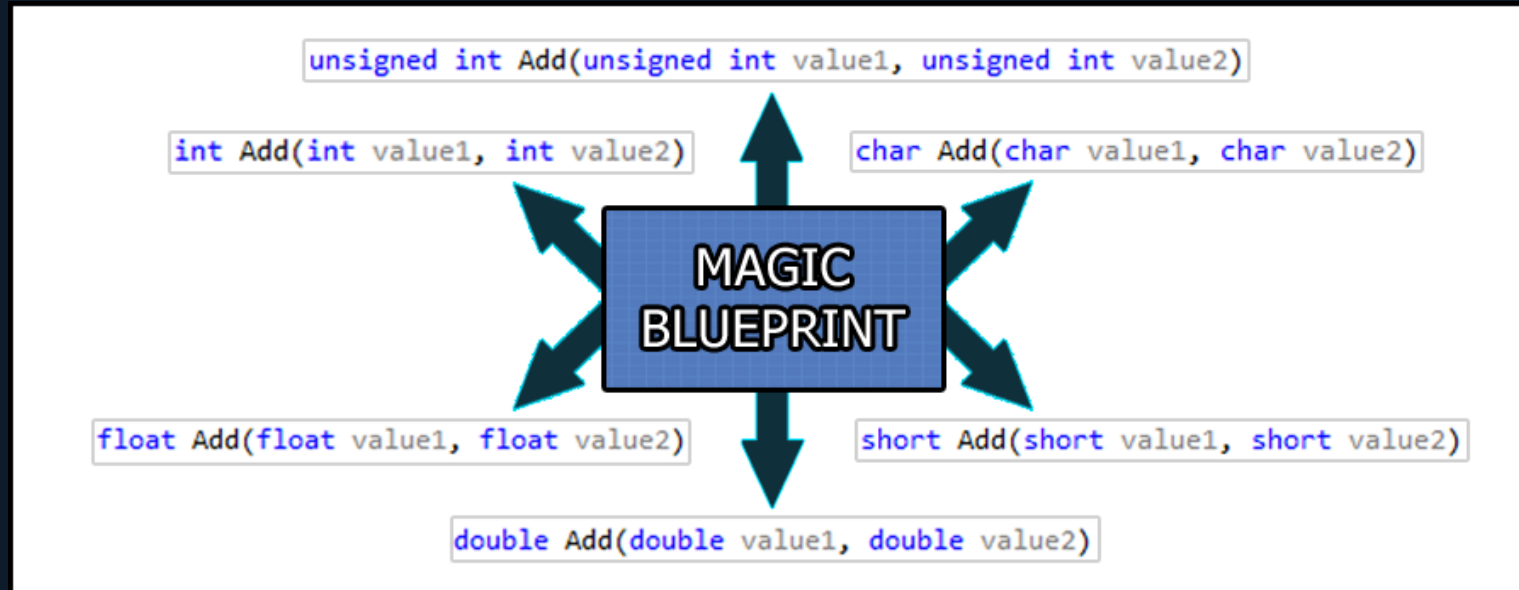 unsigned int Add(unsigned int value1, unsigned int value2)
int Add(int value1, int value2)
char Add(char value1, char value2)
MAGIC
BLUEPRINT
float Add(float value1, float value2)
short Add(short value1, short value2)
double Add(double value1, double value2)